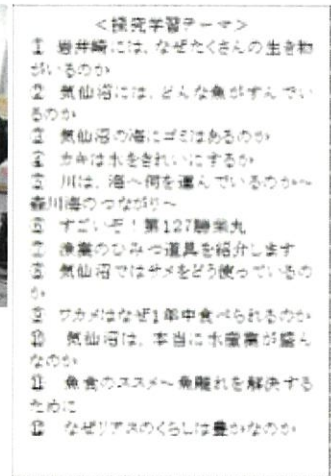 ＜探究学習テーマ＞
① 岩井崎には、なぜたくさんの生き物
がいるのか
② 気仙沼には、どんな魚がすんでい
るのか
③ 気仙沼の海にゴミはあるのか
④ カキは水をきれいにするか
⑤ 川は、海へ何を運んでいるのか～
森川海のつながり～
⑥ すごいぞ！第127勝栄丸
⑦ 漁業のひみつ道具を紹介します
⑧ 気仙沼ではサメをどう使っているの
か
⑨ ワカメはなぜ1年中食べられるのか
⑩ 気仙沼は、本当に水産業が盛ん
なのか
⑪ 魚食のススメ～魚離れを解決する
ために
⑫ なぜリアスのくらしは豊かなのか